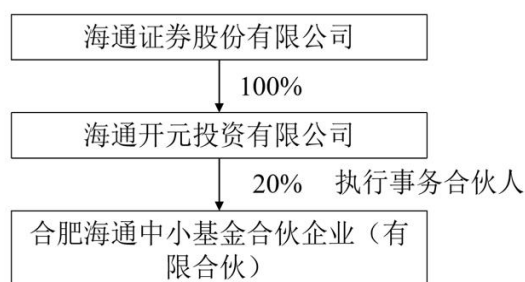 海通证券股份有限公司
100%
海通开元投资有限公司
20% 执行事务合伙人
合肥海通中小基金合伙企业（有
限合伙）